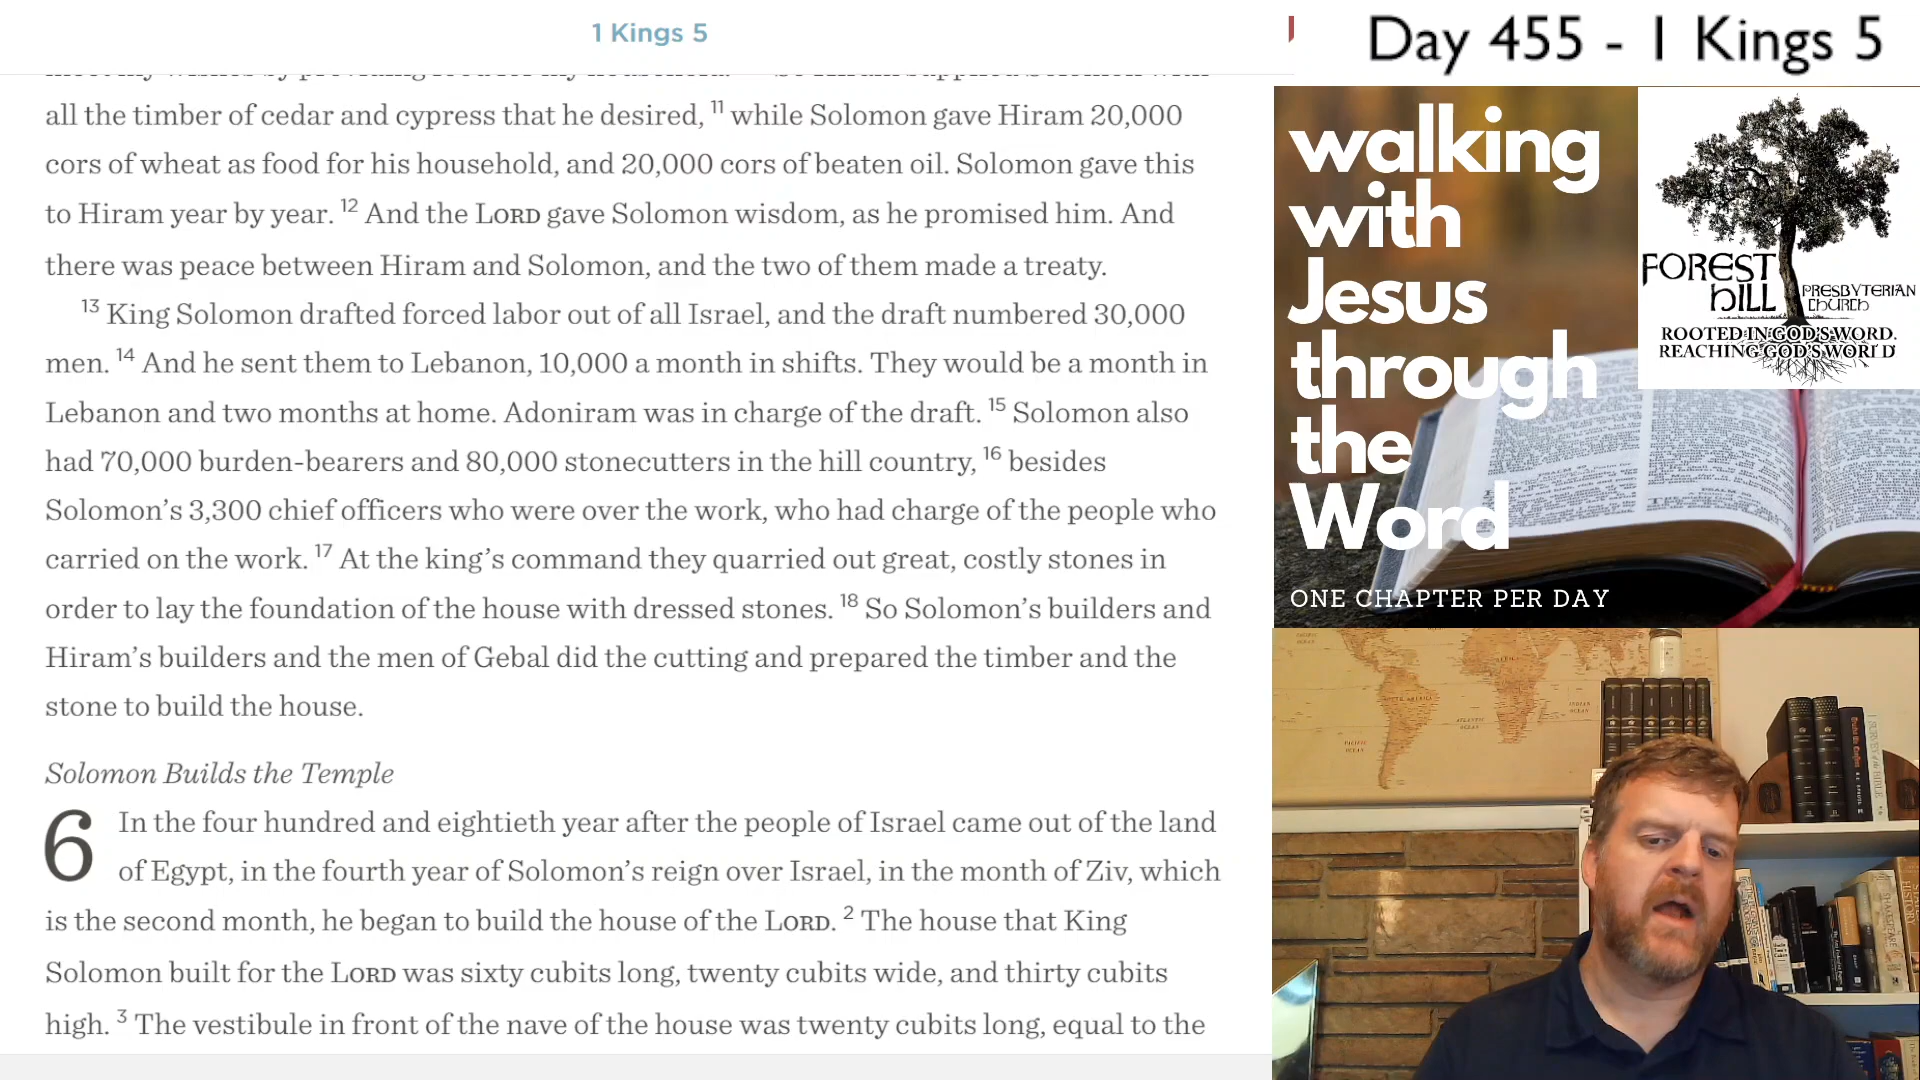 1 Kings 5
all the timber of cedar and cypress that he desired, 11 while Solomon gave Hiram 20,000
cors of wheat as food for his household, and 20,000 cors of beaten oil. Solomon gave this
to Hiram year by year. 12 And the LORD gave Solomon wisdom, as he promised him. And
there was peace between Hiram and Solomon, and the two of them made a treaty.
13 King Solomon drafted forced labor out of all Israel, and the draft numbered 30,000
men. 14 And he sent them to Lebanon, 10,000 a month in shifts. They would be a month in
Lebanon and two months at home. Adoniram was in charge of the draft. 15 Solomon also
had 70,000 burden-bearers and 80,000 stonecutters in the hill country, 16 besides
Solomon’s 3,300 chief officers who were over the work, who had charge of the people who
carried on the work. 17 At the king’s command they quarried out great, costly stones in
order to lay the foundation of the house with dressed stones. 18 So Solomon’s builders and
Hiram’s builders and the men of Gebal did the cutting and prepared the timber and the
stone to build the house.
Solomon Builds the Temple
6 In the four hundred and eightieth year after the people of Israel came out of the land
of Egypt, in the fourth year of Solomon’s reign over Israel, in the month of Ziv, which
is the second month, he began to build the house of the LORD. 2 The house that King
Solomon built for the LORD was sixty cubits long, twenty cubits wide, and thirty cubits
high. 3 The vestibule in front of the nave of the house was twenty cubits long, equal to the
Day 455 - 1 Kings 5
walking
with
Jesus
through
the
Word
ONE CHAPTER PER DAY
FOREST
HILL
PRESBYTERIAN
CHURCH
ROOTED IN GOD'S WORD.
REACHING GOD'S WORLD
SOUTH AMERICA
AFRICA
ATLANTIC
OCEAN
INDIAN
OCEAN
PACIFIC
OCEAN